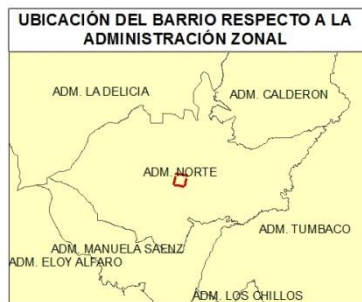 UBICACIÓN DEL BARRIO RESPECTO A LA
ADMINISTRACIÓN ZONAL
ADM. LA DELICIA
ADM. CALDERON
ADM. NORTE
ADM. TUMBACO
ADM. MANUELA SAENZ
ADM. ELOY ALFARO
ADM. LOS CHILLOS